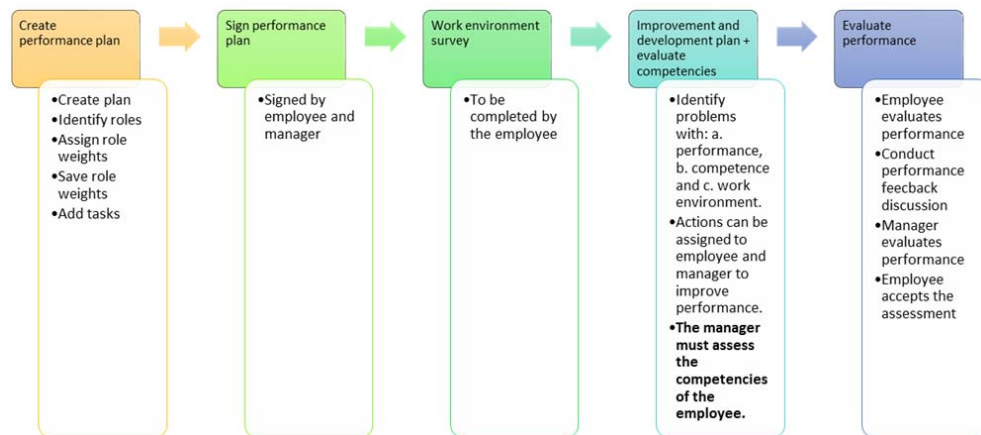 Create
performance plan
•Create plan
•Identify roles
•Assign role
weights
•Save role
weights
•Add tasks
Sign performance
plan
•Signed by
employee and
manager
Work environment
survey
•To be
completed by
the employee
Improvement and
development plan +
evaluate
competencies
•Identify
problems
with: a.
performance,
b. competence
and c. work
environment.
•Actions can be
assigned to
employee and
manager to
improve
performance.
•The manager
must assess
the
competencies
of the
employee.
Evaluate
performance
•Employee
evaluates
performance
•Conduct
performance
feecback
discussion
•Manager
evaluates
performance
•Employee
accepts the
assessment